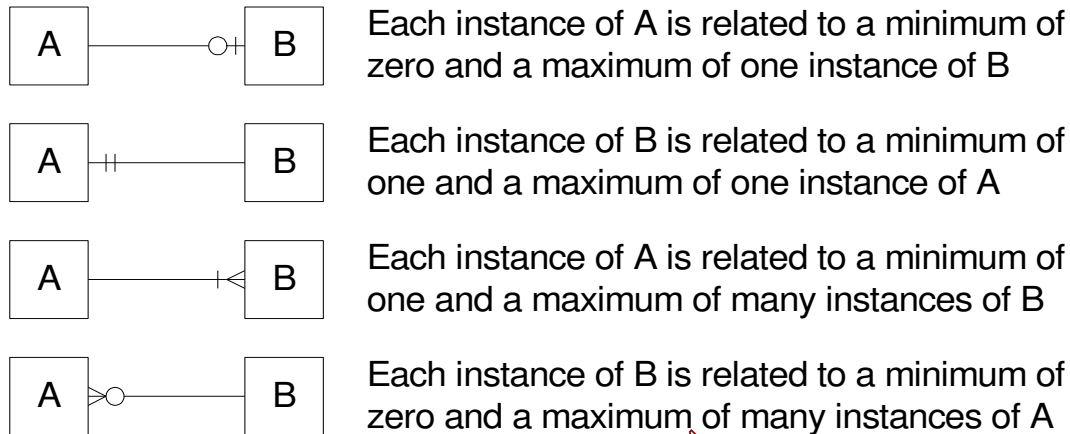 A B Each instance of A is related to a minimum of
zero and a maximum of one instance of B
A B Each instance of B is related to a minimum of
one and a maximum of one instance of A
A B Each instance of A is related to a minimum of
one and a maximum of many instances of B
A B Each instance of B is related to a minimum of
zero and a maximum of many instances of A